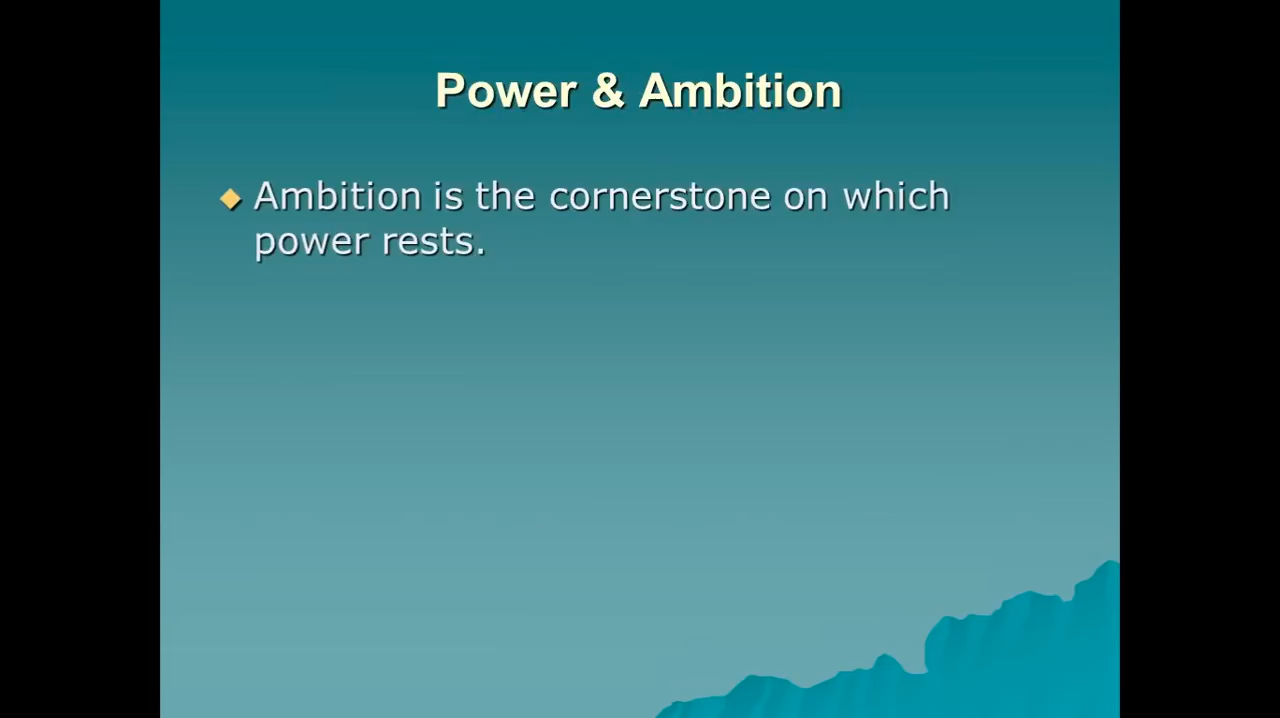 Power & Ambition
Ambition is the cornerstone on which
power rests.